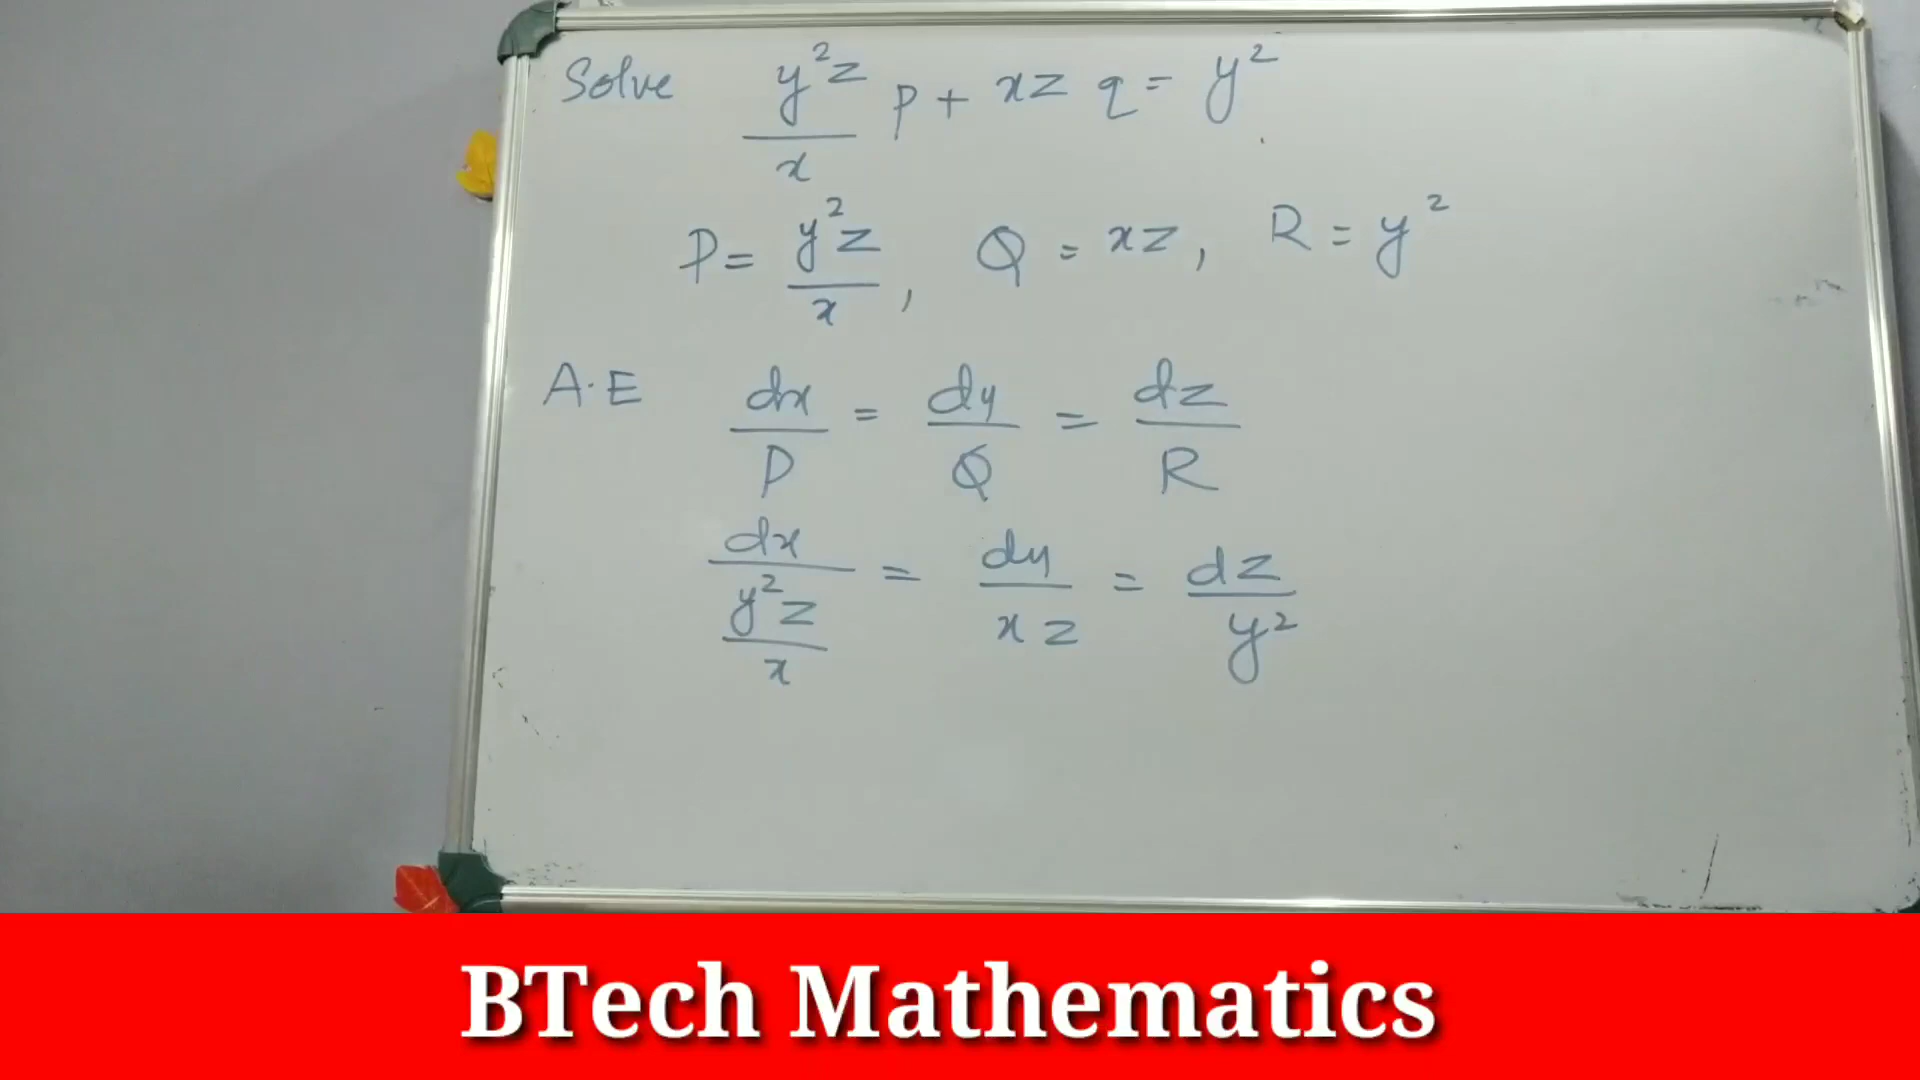 Solve y²z/x p + xz q = y²
P = y²z/x, Q = xz, R = y²
A.E dx/P = dy/Q = dz/R
dx/(y²z/x) = dy/xz = dz/y²
BTech Mathematics